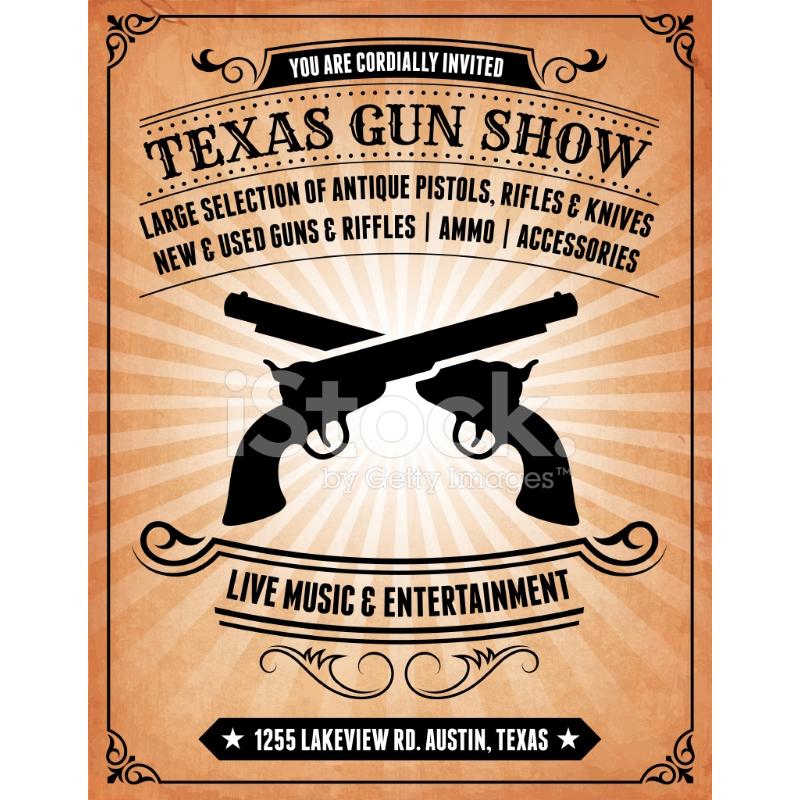 YOU ARE CORDIALLY INVITED
TEXAS GUN SHOW
LARGE SELECTION OF ANTIQUE PISTOLS, RIFLES & KNIVES
NEW & USED GUNS & RIFFLES | AMMO | ACCESSORIES
iStock.
by Getty Images™
LIVE MUSIC & ENTERTAINMENT
★ 1255 LAKEVIEW RD. AUSTIN, TEXAS ★